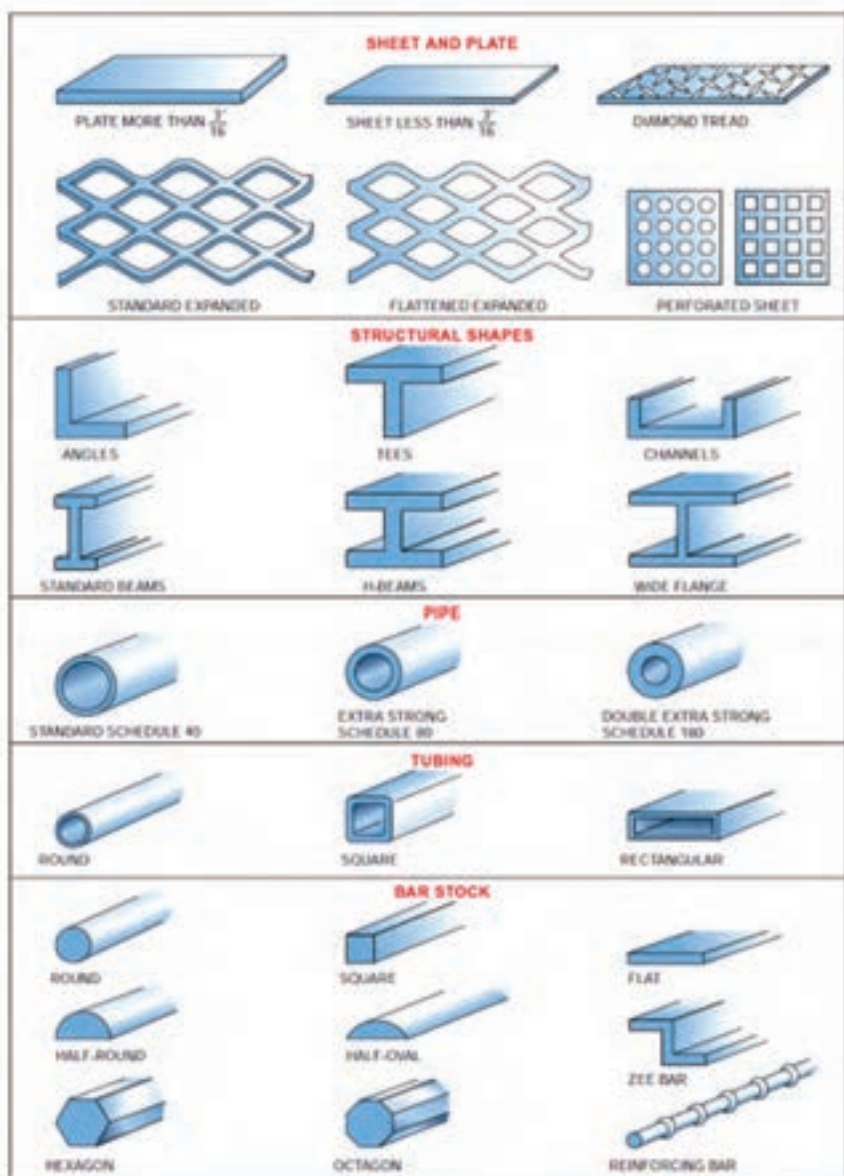 SHEET AND PLATE
PLATE MORE THAN 3"/16
SHEET LESS THAN 3"/16
DIAMOND TREAD
STANDARD EXPANDED
FLATTENED EXPANDED
PERFORATED SHEET
STRUCTURAL SHAPES
ANGLES
TEES
CHANNELS
STANDARD BEAMS
H-BEAMS
WIDE FLANGE
PIPE
STANDARD SCHEDULE 40
EXTRA STRONG
SCHEDULE 80
DOUBLE EXTRA STRONG
SCHEDULE 160
TUBING
ROUND
SQUARE
RECTANGULAR
BAR STOCK
ROUND
SQUARE
FLAT
HALF-ROUND
HALF-OVAL
ZEE BAR
HEXAGON
OCTAGON
REINFORCING BAR